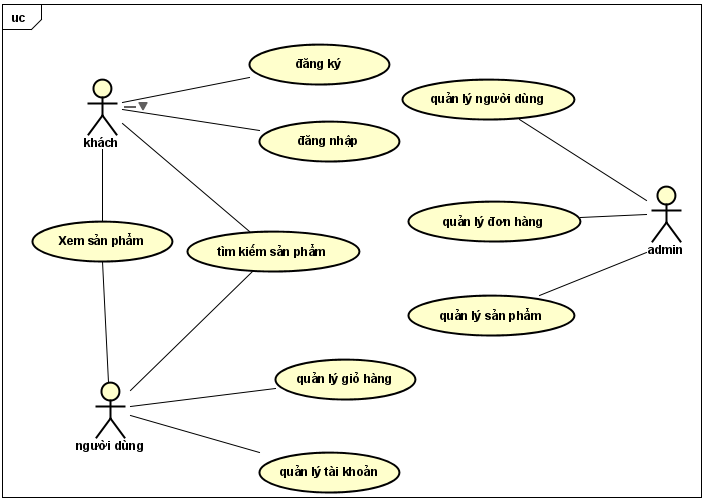 uc
đăng ký
quản lý người dùng
khách
đăng nhập
quản lý đơn hàng
Xem sản phẩm
tìm kiếm sản phẩm
admin
quản lý sản phẩm
quản lý giỏ hàng
người dùng
quản lý tài khoản